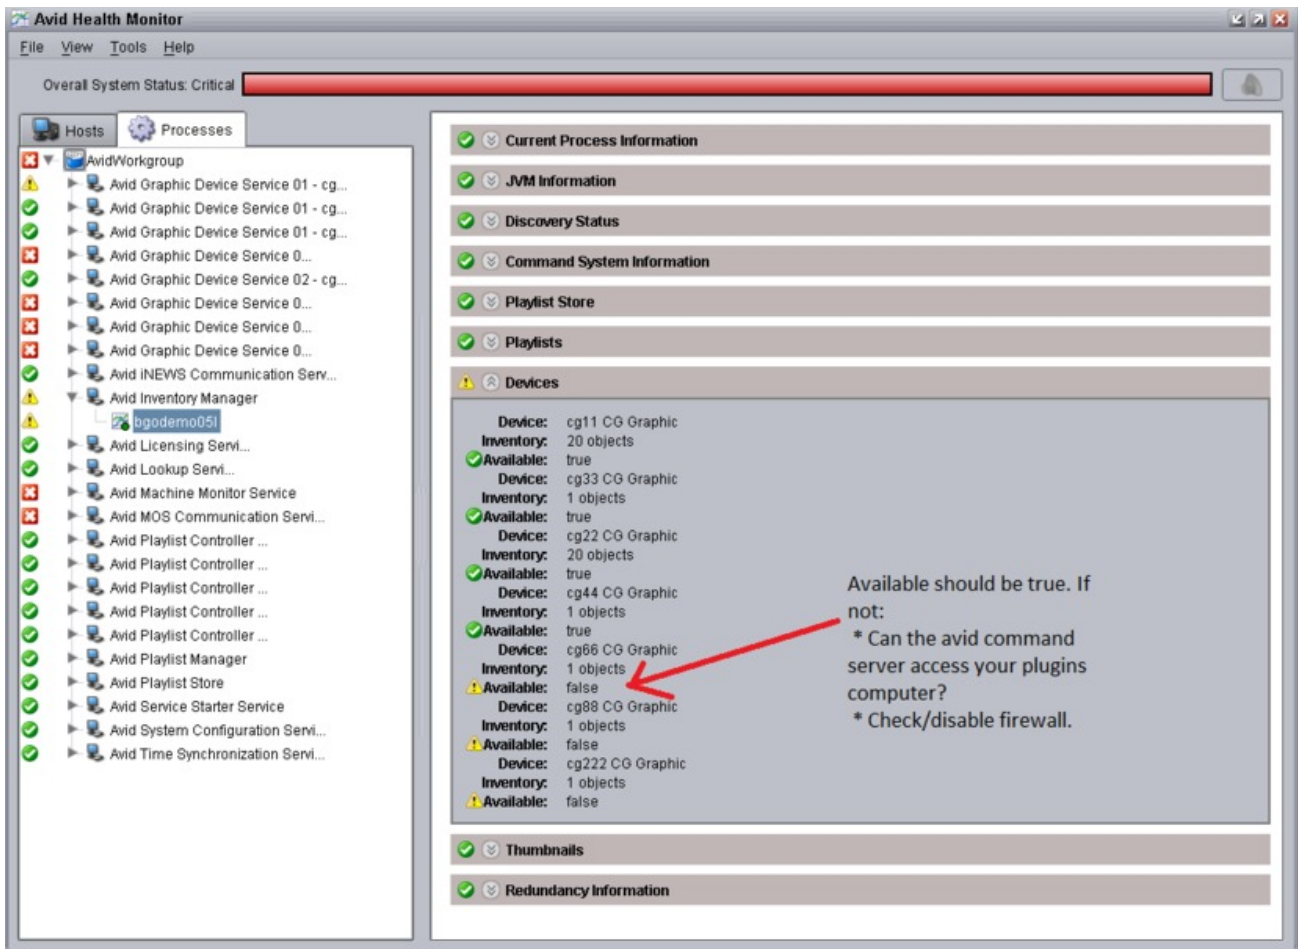 Avid Health Monitor
File View Tools Help
Overall System Status: Critical
Hosts Processes
AvidWorkgroup
Avid Graphic Device Service 01 - cg...
Avid Graphic Device Service 01 - cg...
Avid Graphic Device Service 01 - cg...
Avid Graphic Device Service 0...
Avid Graphic Device Service 02 - cg...
Avid Graphic Device Service 0...
Avid Graphic Device Service 0...
Avid Graphic Device Service 0...
Avid iNEWS Communication Serv...
Avid Inventory Manager
bgodemo05l
Avid Licensing Servi...
Avid Lookup Servi...
Avid Machine Monitor Service
Avid MOS Communication Servi...
Avid Playlist Controller ...
Avid Playlist Controller ...
Avid Playlist Controller ...
Avid Playlist Controller ...
Avid Playlist Controller ...
Avid Playlist Manager
Avid Playlist Store
Avid Service Starter Service
Avid System Configuration Servi...
Avid Time Synchronization Servi...
Current Process Information
JVM Information
Discovery Status
Command System Information
Playlist Store
Playlists
Devices
Device: cg11 CG Graphic
Inventory: 20 objects
Available: true
Device: cg33 CG Graphic
Inventory: 1 objects
Available: true
Device: cg22 CG Graphic
Inventory: 20 objects
Available: true
Device: cg44 CG Graphic
Inventory: 1 objects
Available: true
Device: cg66 CG Graphic
Inventory: 1 objects
Available: false
Device: cg88 CG Graphic
Inventory: 1 objects
Available: false
Device: cg222 CG Graphic
Inventory: 1 objects
Available: false
Available should be true. If
not:
* Can the avid command
server access your plugins
computer?
* Check/disable firewall.
Thumbnails
Redundancy Information